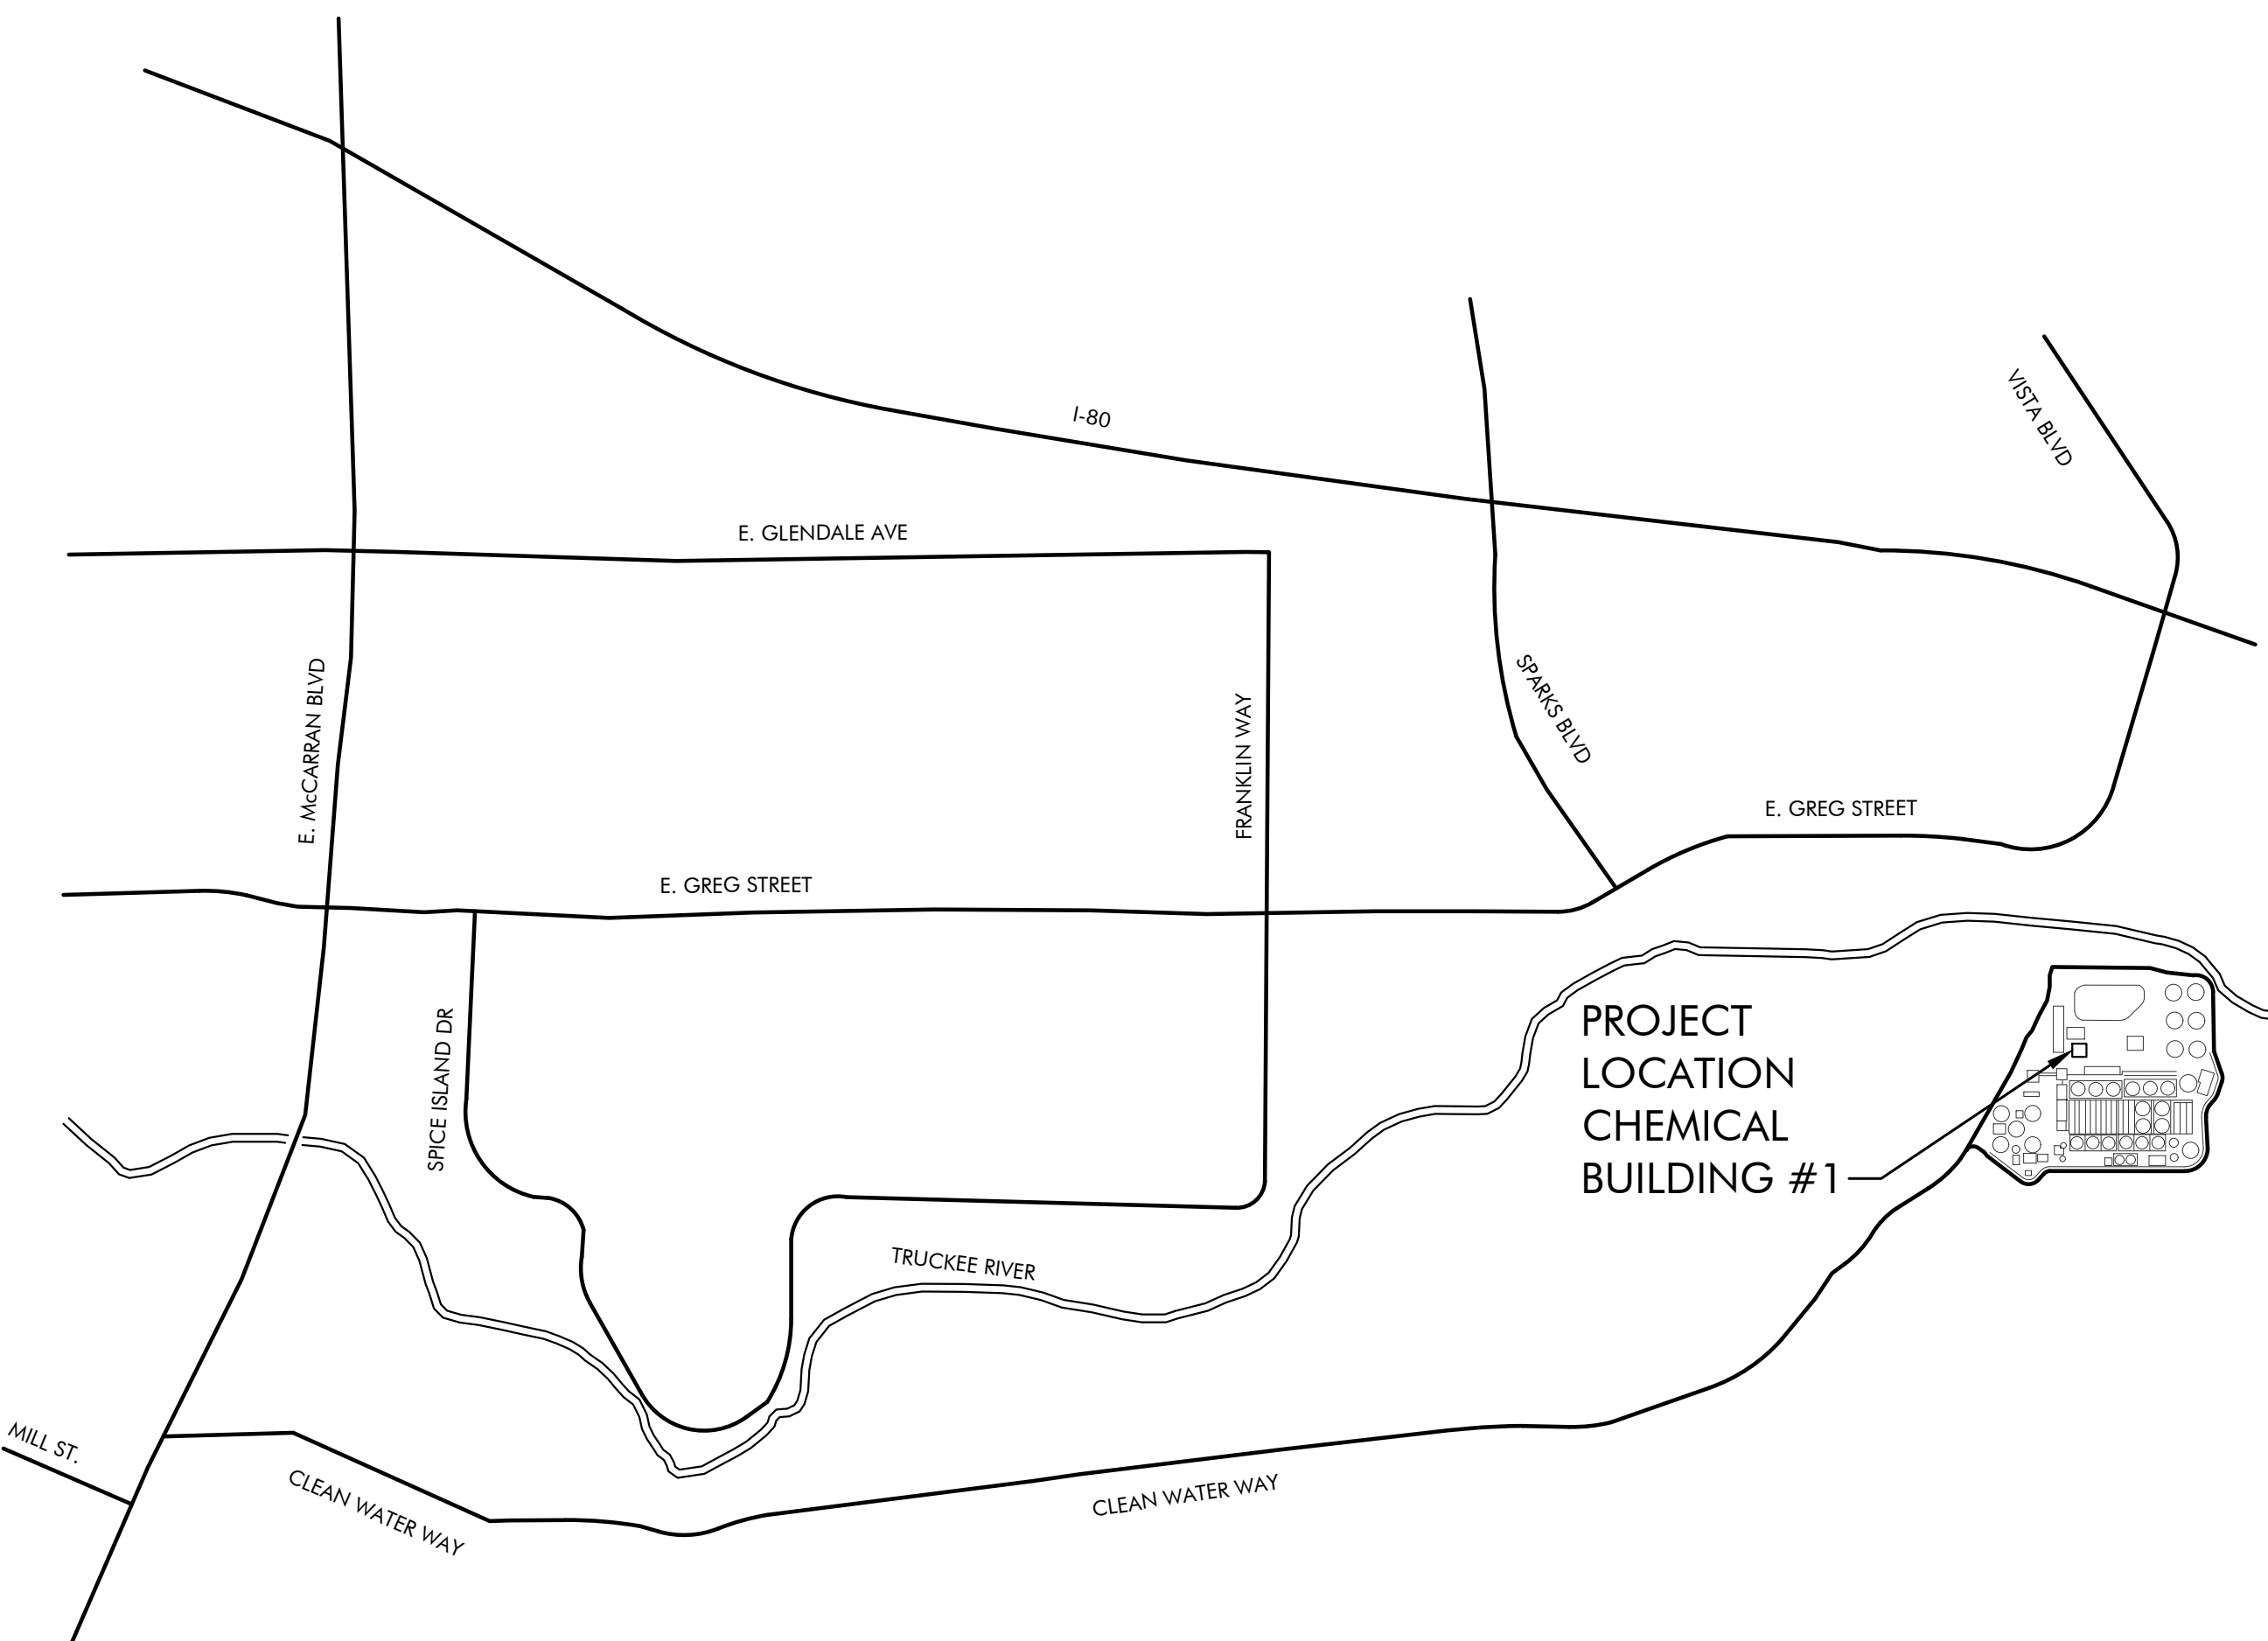 I-80
VISTA BLVD
E. GLENDALE AVE
E. McCARRAN BLVD
FRANKLIN WAY
SPARKS BLVD
E. GREG STREET
E. GREG STREET
SPICE ISLAND DR
PROJECT
LOCATION
CHEMICAL
BUILDING #1
TRUCKEE RIVER
MILL ST.
CLEAN WATER WAY
CLEAN WATER WAY